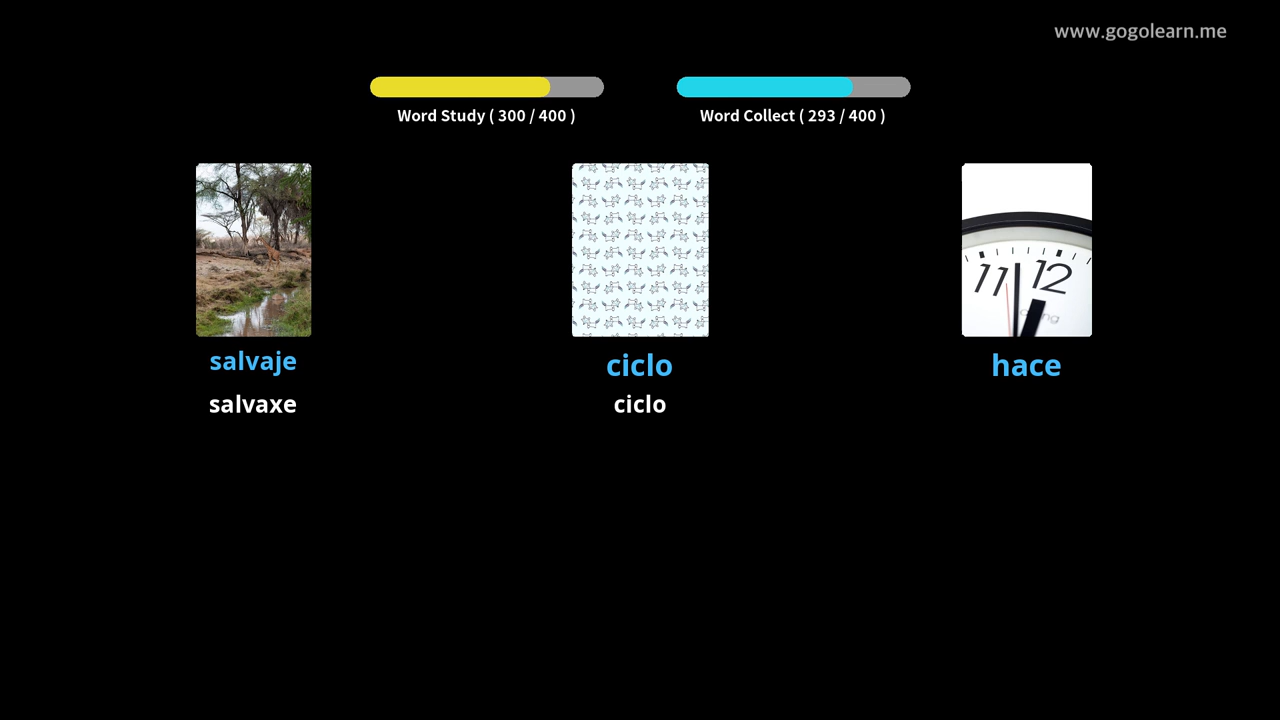 www.gogolearn.me
Word Study ( 300 / 400 )
Word Collect ( 293 / 400 )
11 12
salvaje
ciclo
hace
salvaxe
ciclo